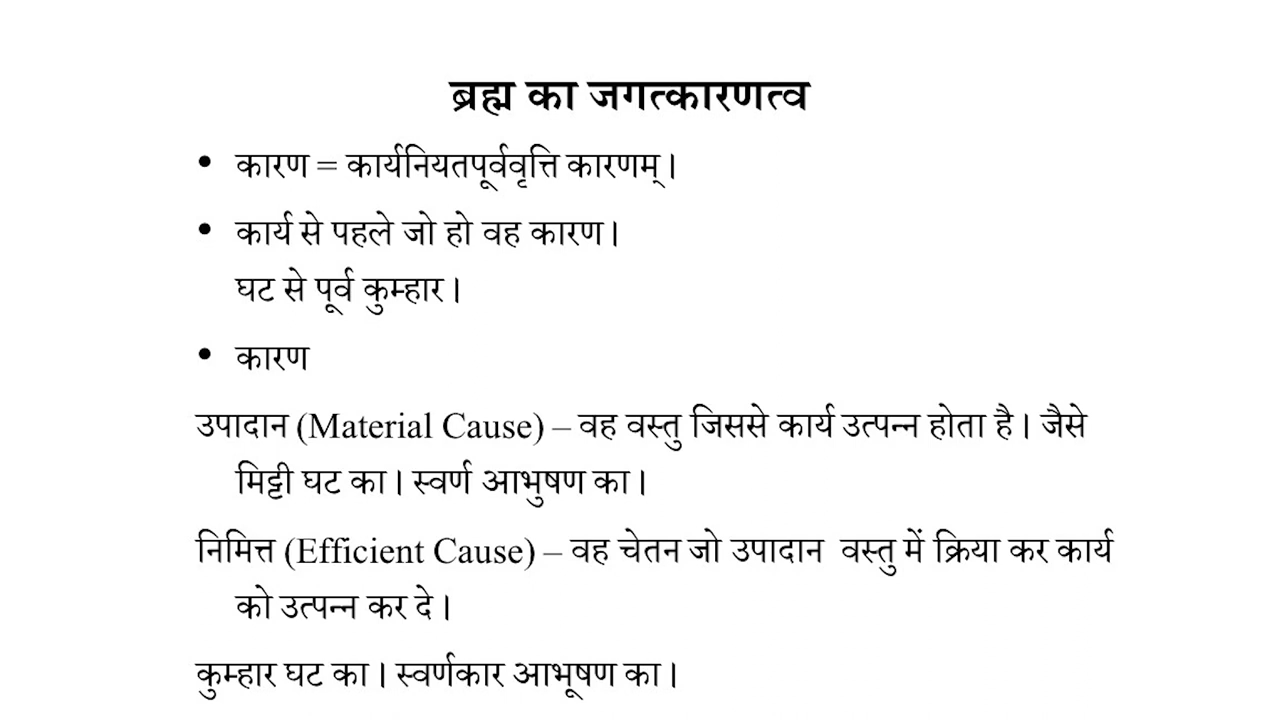 ब्रह्म का जगत्कारणत्व
• कारण = कार्यनियतपूर्ववृत्ति कारणम् ।
• कार्य से पहले जो हो वह कारण ।
घट से पूर्व कुम्हार ।
• कारण
उपादान (Material Cause) – वह वस्तु जिससे कार्य उत्पन्न होता है । जैसे
मिट्टी घट का । स्वर्ण आभुषण का ।
निमित्त (Efficient Cause) – वह चेतन जो उपादान वस्तु में क्रिया कर कार्य
को उत्पन्न कर दे ।
कुम्हार घट का । स्वर्णकार आभूषण का ।